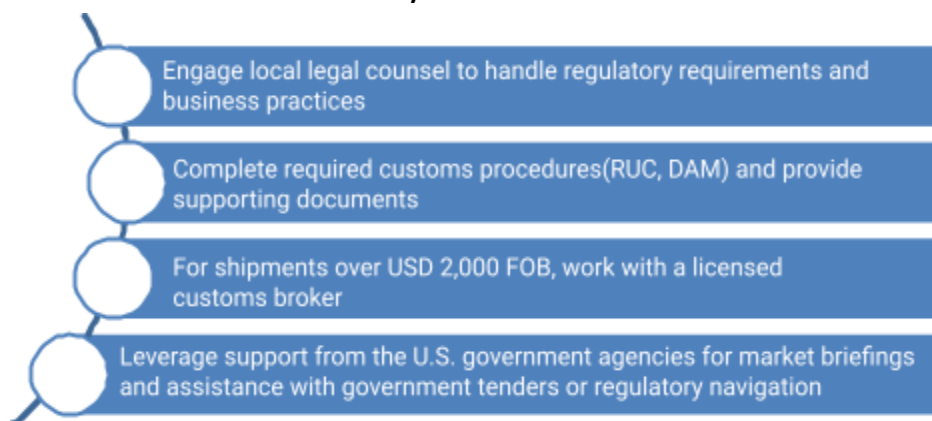 Engage local legal counsel to handle regulatory requirements and
business practices
Complete required customs procedures(RUC, DAM) and provide
supporting documents
For shipments over USD 2,000 FOB, work with a licensed
customs broker
Leverage support from the U.S. government agencies for market briefings
and assistance with government tenders or regulatory navigation